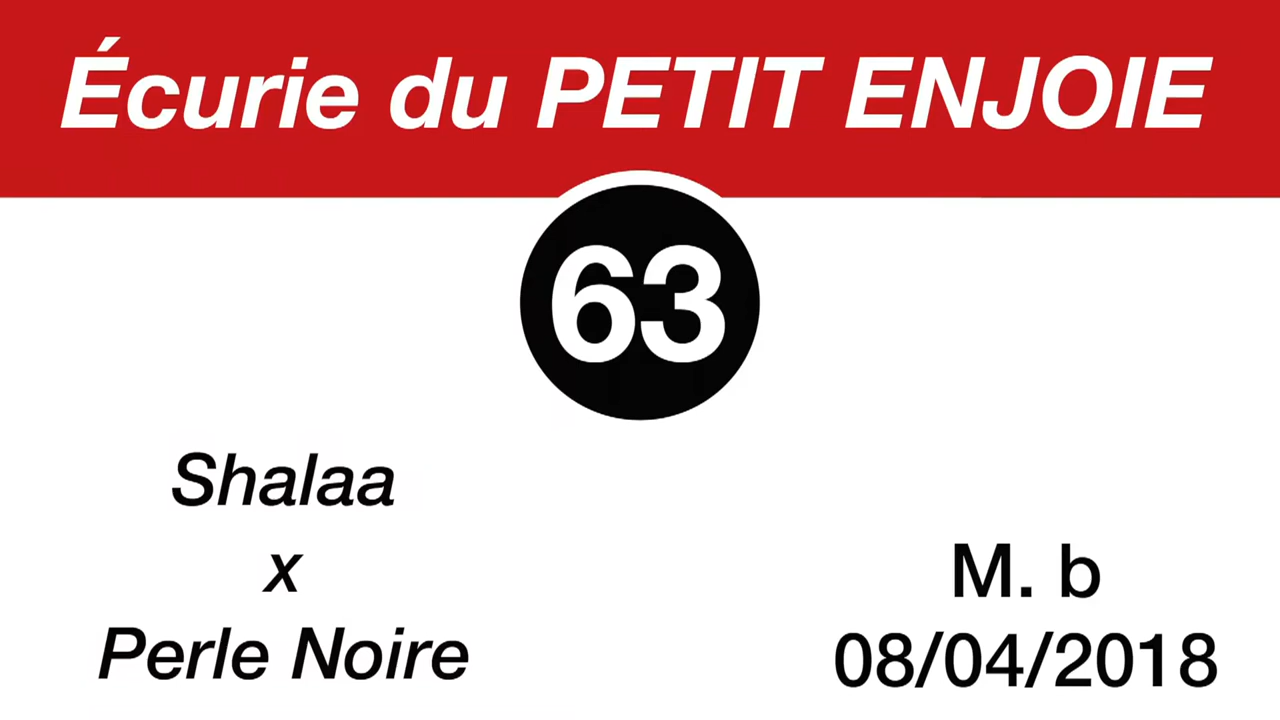 Écurie du PETIT ENJOIE
63
Shalaa
x
Perle Noire
M. b
08/04/2018